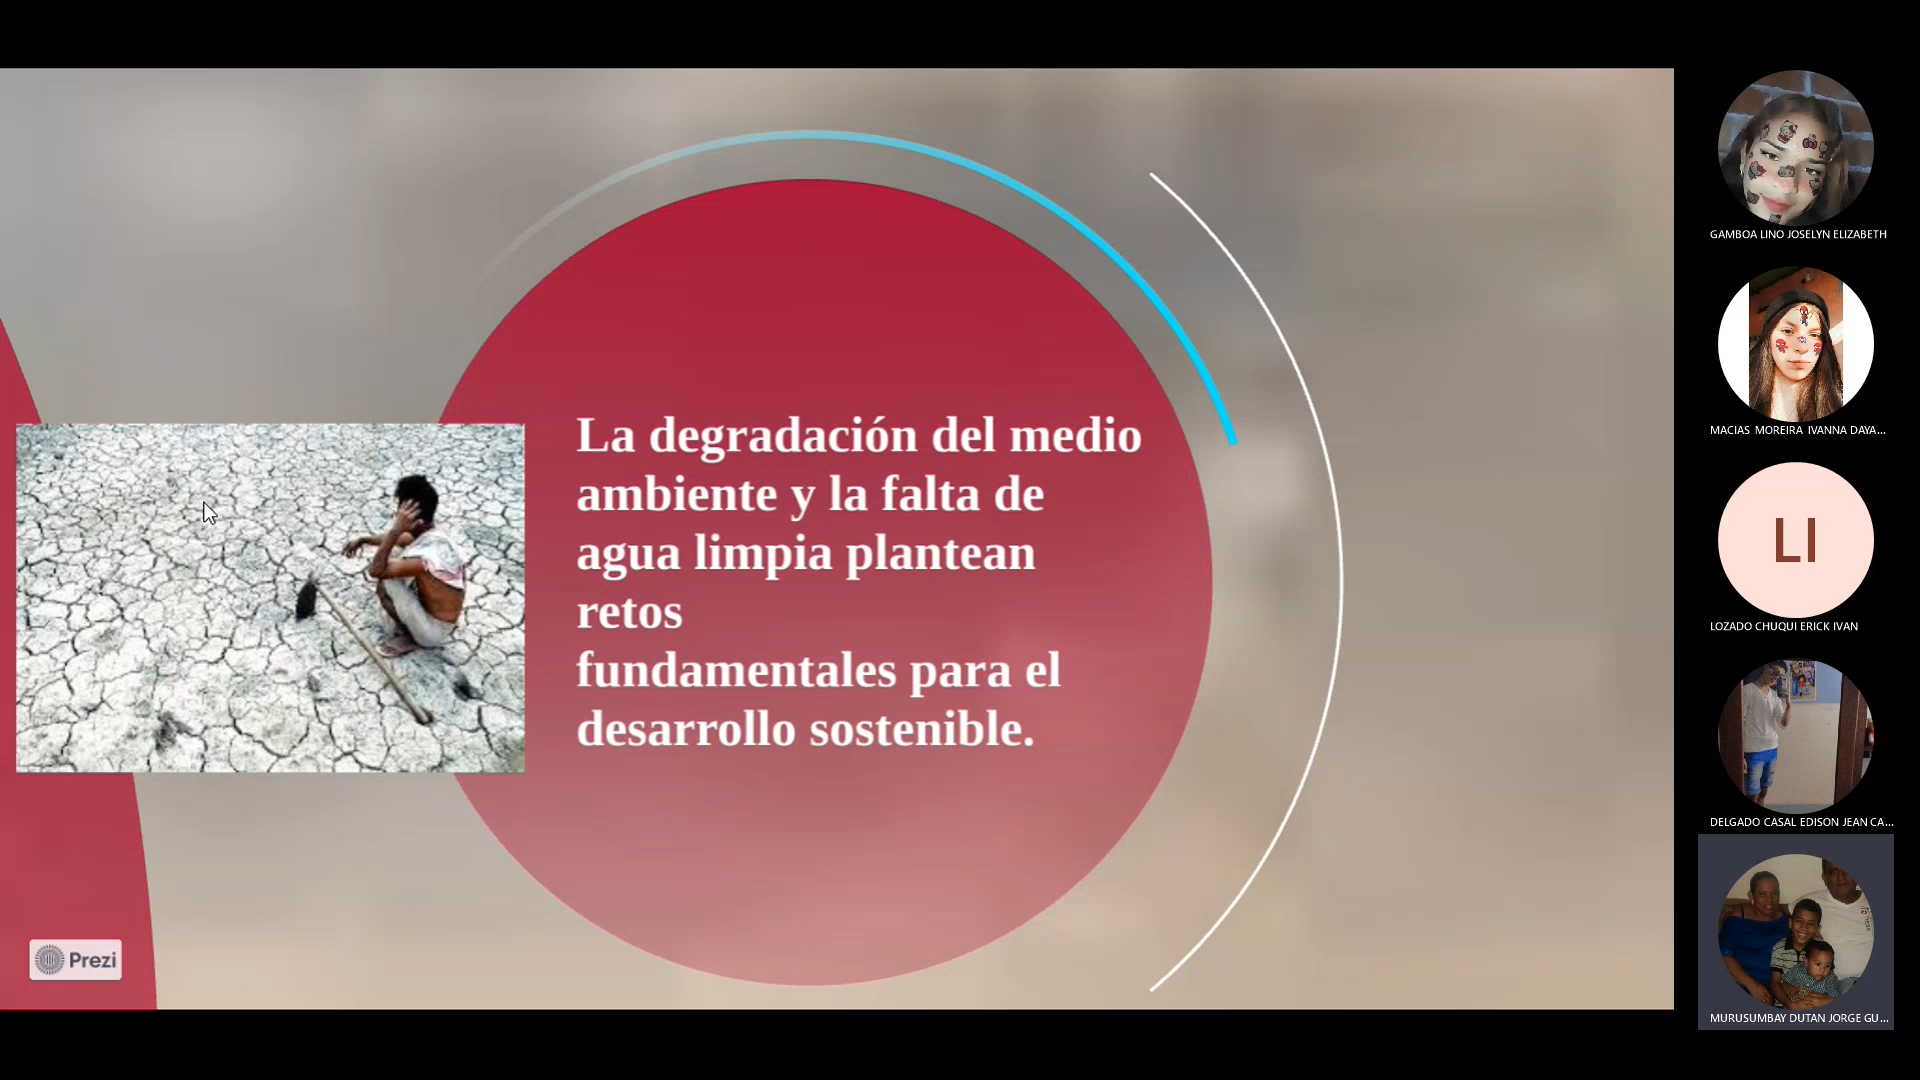 La degradación del medio
ambiente y la falta de
agua limpia plantean
retos
fundamentales para el
desarrollo sostenible.
Prezi
GAMBOA LINO JOSELYN ELIZABETH
MACIAS MOREIRA IVANNA DAYA...
LI
LOZADO CHUQUI ERICK IVAN
DELGADO CASAL EDISON JEAN CA...
MURUSUMBAY DUTAN JORGE GU...